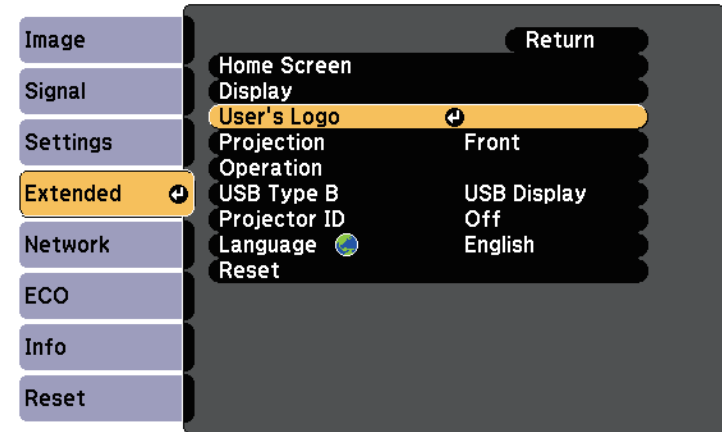 Image
Signal
Settings
Extended
Network
ECO
Info
Reset
Return
Home Screen
Display
User's Logo
Projection Front
Operation
USB Type B USB Display
Projector ID Off
Language English
Reset